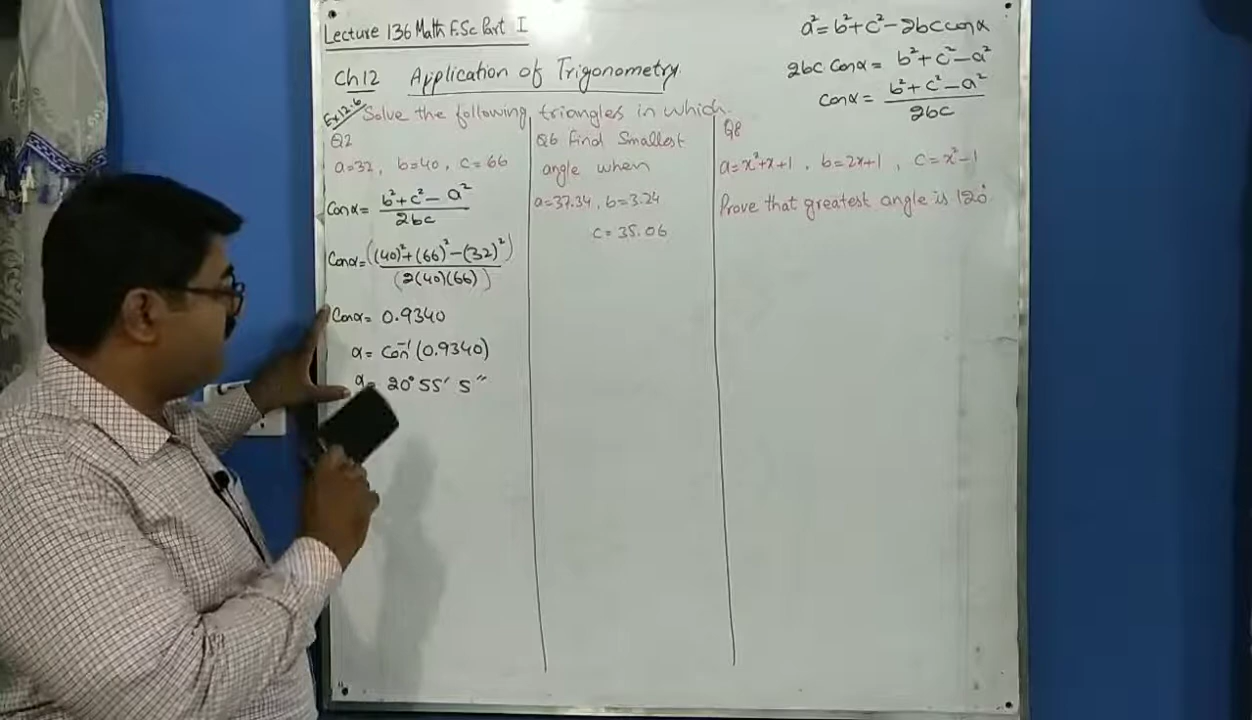 Lecture 136 Math F.Sc Part I
Ch12 Application of Trigonometry
Ex12.6 Solve the following triangles in which.
Q2
a=32, b=40, c=66
Cosα= b²+c²-a² / 2bc
Cosα= ((40)²+(66)²-(32)²) / (2(40)(66))
Cosα= 0.9340
α= Cos⁻¹(0.9340)
α= 20° 55′ 5″
Q6 Find Smallest
angle when
a=37.34, b=3.24
c=35.06
Q8
a=x²+x+1, b=2x+1, c=x²-1
Prove that greatest angle is 120°
a²=b²+c²-2bccosα
2bc Cosα= b²+c²-a²
cosα= b²+c²-a² / 2bc